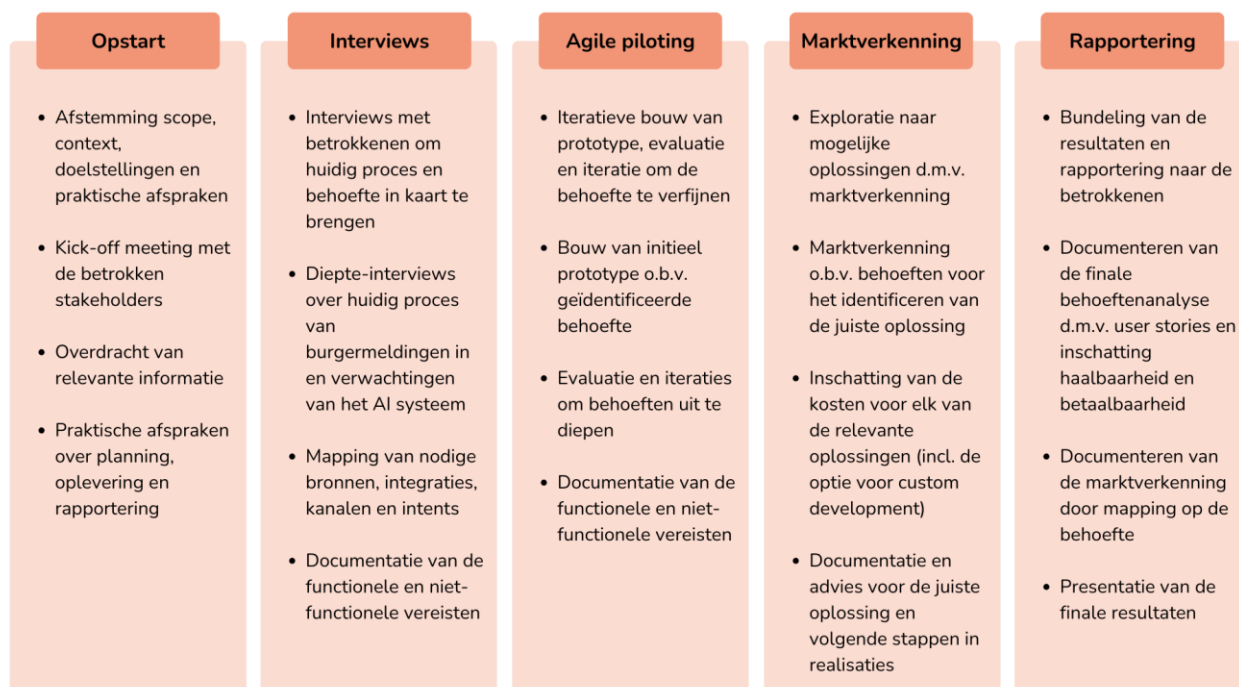 Opstart
• Afstemming scope,
context,
doelstellingen en
praktische afspraken
• Kick-off meeting met
de betrokken
stakeholders
• Overdracht van
relevante informatie
• Praktische afspraken
over planning,
oplevering en
rapportering
Interviews
• Interviews met
betrokkenen om
huidig proces en
behoefte in kaart te
brengen
• Diepte-interviews
over huidig proces
van
burgermeldingen in
en verwachtingen
van het AI systeem
• Mapping van nodige
bronnen, integraties,
kanalen en intents
• Documentatie van de
functionele en niet-
functionele vereisten
Agile piloting
• Iteratieve bouw van
prototype, evaluatie
en iteratie om de
behoefte te verfijnen
• Bouw van initieel
prototype o.b.v.
geïdentificeerde
behoefte
• Evaluatie en iteraties
om behoeften uit te
diepen
• Documentatie van de
functionele en niet-
functionele vereisten
Marktverkenning
• Exploratie naar
mogelijke
oplossingen d.m.v.
marktverkenning
• Marktverkenning
o.b.v. behoeften voor
het identificeren van
de juiste oplossing
• Inschatting van de
kosten voor elk van
de relevante
oplossingen (incl. de
optie voor custom
development)
• Documentatie en
advies voor de juiste
oplossing en
volgende stappen in
realisaties
Rapportering
• Bundeling van de
resultaten en
rapportering naar de
betrokkenen
• Documenteren van
de finale
behoeftenanalyse
d.m.v. user stories en
inschatting
haalbaarheid en
betaalbaarheid
• Documenteren van
de marktverkenning
door mapping op de
behoefte
• Presentatie van de
finale resultaten